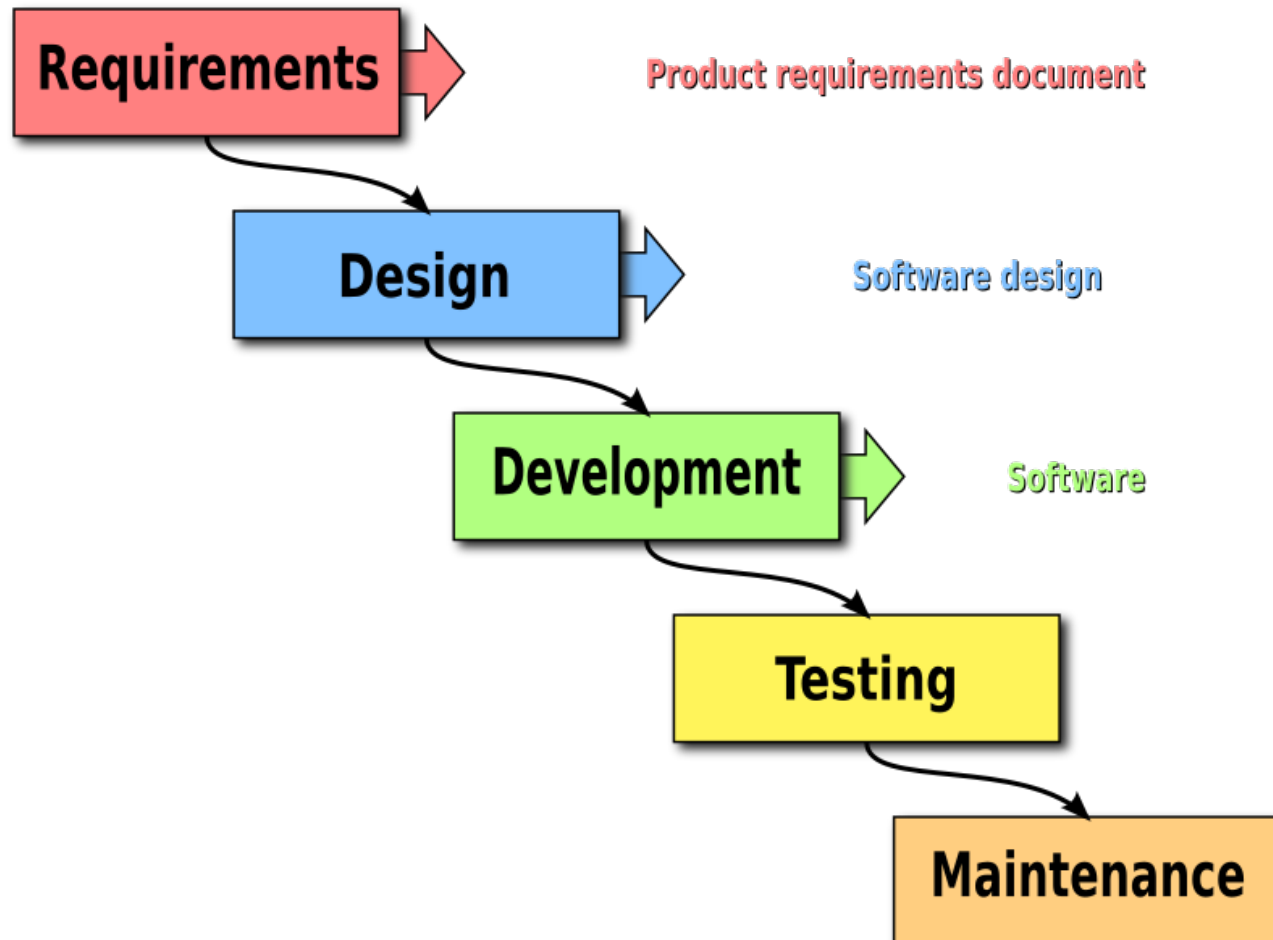 Requirements
Product requirements document
Design
Software design
Development
Software
Testing
Maintenance